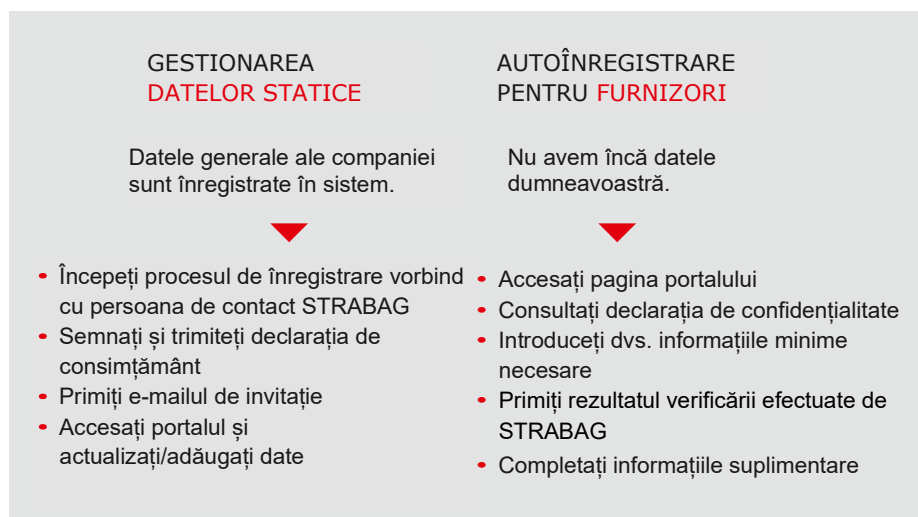 GESTIONAREA
DATELOR STATICE
Datele generale ale companiei
sunt înregistrate în sistem.
• Începeți procesul de înregistrare vorbind
cu persoana de contact STRABAG
• Semnați și trimiteți declarația de
consimțământ
• Primiți e-mailul de invitație
• Accesați portalul și
actualizați/adăugați date
AUTOÎNREGISTRARE
PENTRU FURNIZORI
Nu avem încă datele
dumneavoastră.
• Accesați pagina portalului
• Consultați declarația de confidențialitate
• Introduceți dvs. informațiile minime
necesare
• Primiți rezultatul verificării efectuate de
STRABAG
• Completați informațiile suplimentare